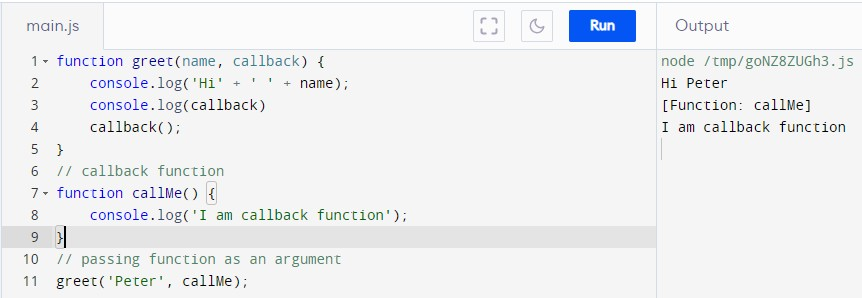 main.js
Run
Output
1 function greet(name, callback) {
2     console.log('Hi' + ' ' + name);
3     console.log(callback)
4     callback();
5 }
6 // callback function
7 function callMe() {
8     console.log('I am callback function');
9 }
10 // passing function as an argument
11 greet('Peter', callMe);
node /tmp/goNZ8ZUGh3.js
Hi Peter
[Function: callMe]
I am callback function